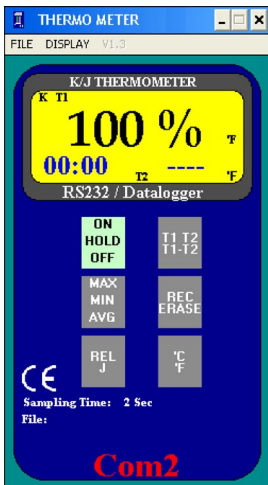 THERMO METER
FILE DISPLAY V1.3
K/J THERMOMETER
K T1
100 % 'F
00:00 T2 ---- 'F
RS232 / Datalogger
ON
HOLD
OFF
T1 T2
T1-T2
MAX
MIN
AVG
REC
ERASE
REL
J
'C
'F
CE
Sampling Time: 2 Sec
File:
Com2